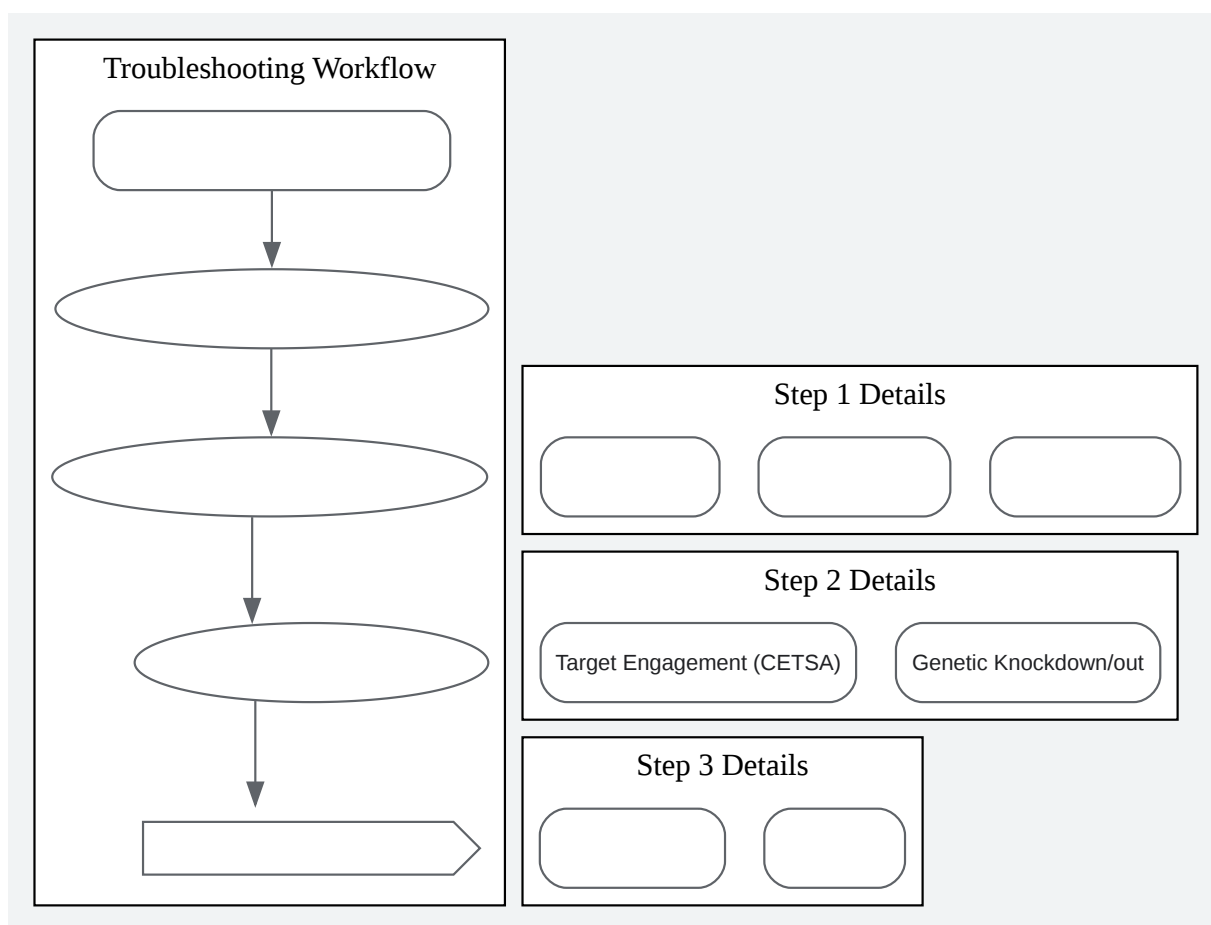 Troubleshooting Workflow
Step 1 Details
Step 2 Details
Target Engagement (CETSA)
Genetic Knockdown/out
Step 3 Details